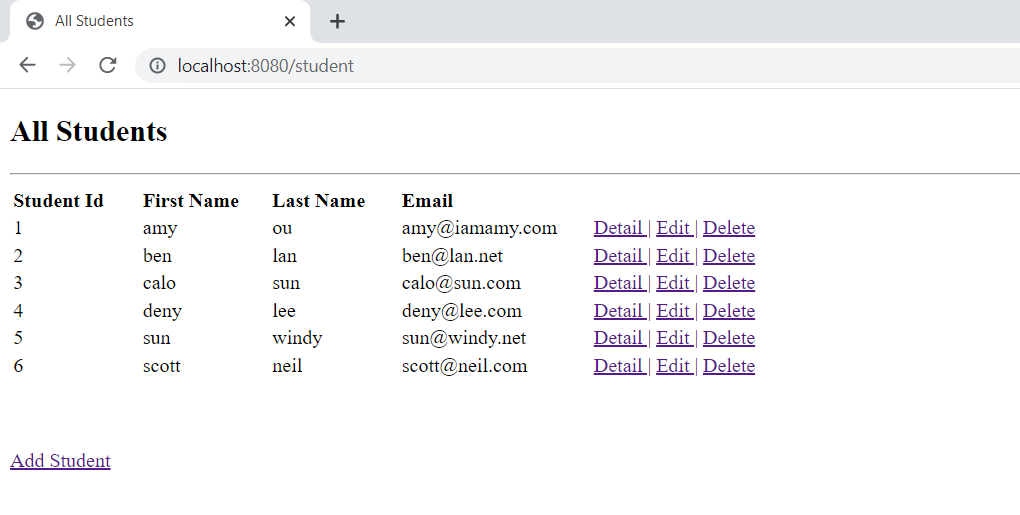 All Students
localhost:8080/student
All Students
Student Id First Name Last Name Email
1 amy ou amy@iamamy.com Detail | Edit | Delete
2 ben lan ben@lan.net Detail | Edit | Delete
3 calo sun calo@sun.com Detail | Edit | Delete
4 deny lee deny@lee.com Detail | Edit | Delete
5 sun windy sun@windy.net Detail | Edit | Delete
6 scott neil scott@neil.com Detail | Edit | Delete
Add Student